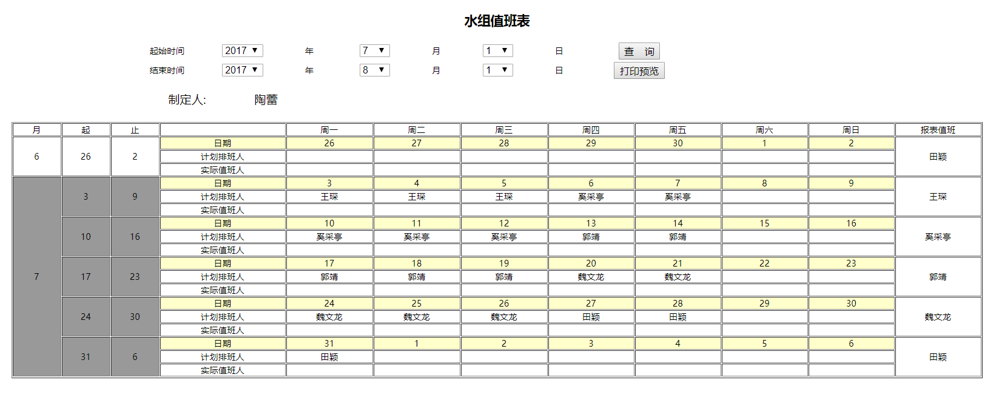 水组值班表
起始时间 2017 年 7 月 1 日 查 询
结束时间 2017 年 8 月 1 日 打印预览
制定人: 陶蕾
月 起 止 周一 周二 周三 周四 周五 周六 周日 报表值班
日期 26 27 28 29 30 1 2
6 26 2 计划排班人 田颖
实际值班人
日期 3 4 5 6 7 8 9
3 9 计划排班人 王琛 王琛 王琛 奚采亭 奚采亭 王琛
实际值班人
日期 10 11 12 13 14 15 16
10 16 计划排班人 奚采亭 奚采亭 奚采亭 郭靖 郭靖 奚采亭
实际值班人
日期 17 18 19 20 21 22 23
7 17 23 计划排班人 郭靖 郭靖 郭靖 魏文龙 魏文龙 郭靖
实际值班人
日期 24 25 26 27 28 29 30
24 30 计划排班人 魏文龙 魏文龙 魏文龙 田颖 田颖 魏文龙
实际值班人
日期 31 1 2 3 4 5 6
31 6 计划排班人 田颖 田颖
实际值班人